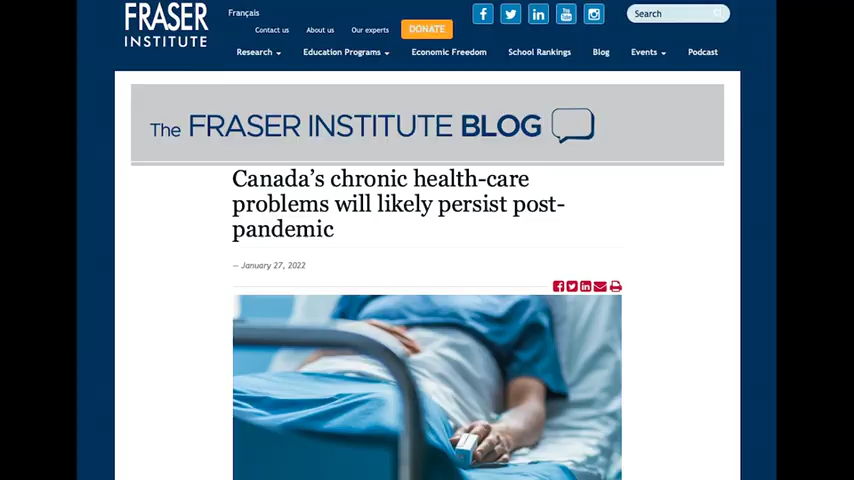 FRASER
INSTITUTE
Français
Contact us About us Our experts DONATE
Search
Research Education Programs Economic Freedom School Rankings Blog Events Podcast
The FRASER INSTITUTE BLOG
Canada's chronic health-care
problems will likely persist post-
pandemic
— January 27, 2022